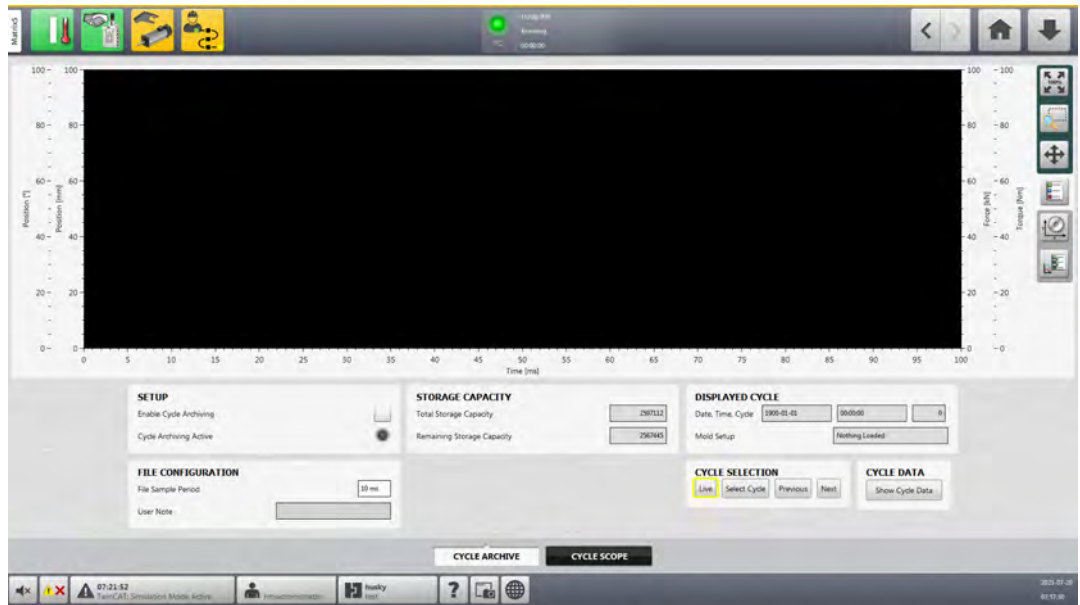 Matrics
Running
00:00:00
100
100
100
100
80
80
80
80
60
60
60
60
40
40
40
40
20
20
20
20
0
0
0
Position [°]
Position [mm]
Force [kN]
Torque [Nm]
100%
0 5 10 15 20 25 30 35 40 45 50 55 60 65 70 75 80 85 90 95 100
Time [ms]
SETUP
Enable Cycle Archiving
Cycle Archiving Active
STORAGE CAPACITY
Total Storage Capacity 2597112
Remaining Storage Capacity 2567445
DISPLAYED CYCLE
Date, Time, Cycle 1900-01-01 00:00:00 0
Mold Setup Nothing Loaded
FILE CONFIGURATION
File Sample Period 10 ms
User Note
CYCLE SELECTION
Live Select Cycle Previous Next
CYCLE DATA
Show Cycle Data
CYCLE ARCHIVE CYCLE SCOPE
07:21:52
TwinCAT: Simulation Mode Active
husky
test
?